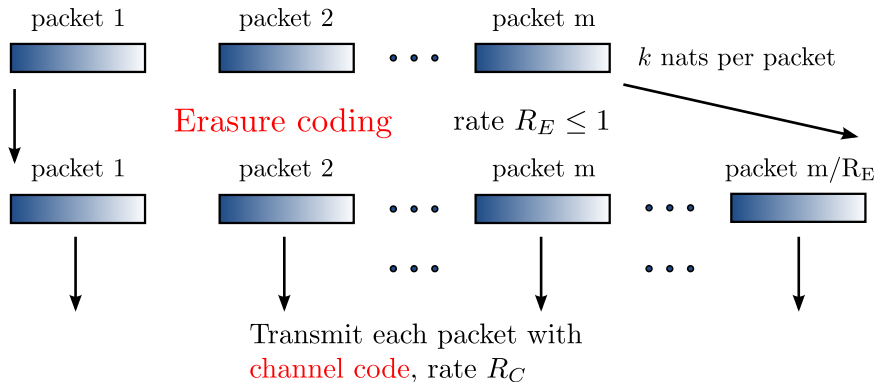 packet 1 packet 2 packet m
k nats per packet
Erasure coding rate R_E ≤ 1
packet 1 packet 2 packet m packet m/R_E
Transmit each packet with
channel code, rate R_C